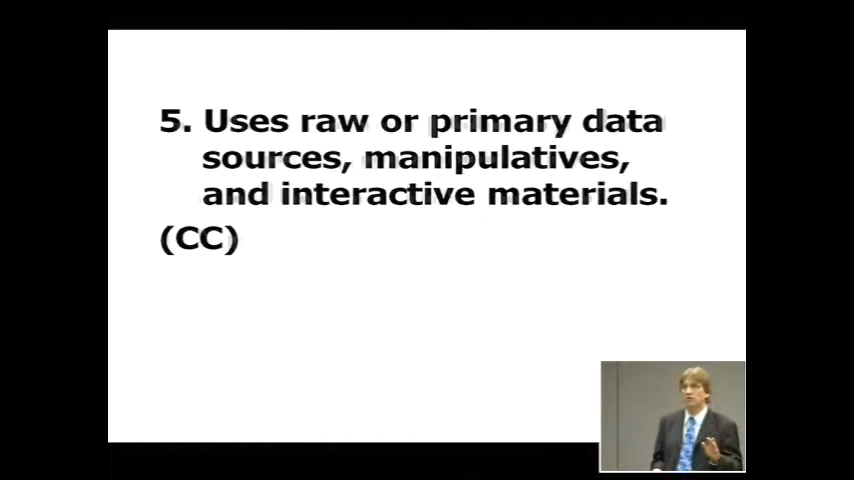 5. Uses raw or primary data
sources, manipulatives,
and interactive materials.
(CC)